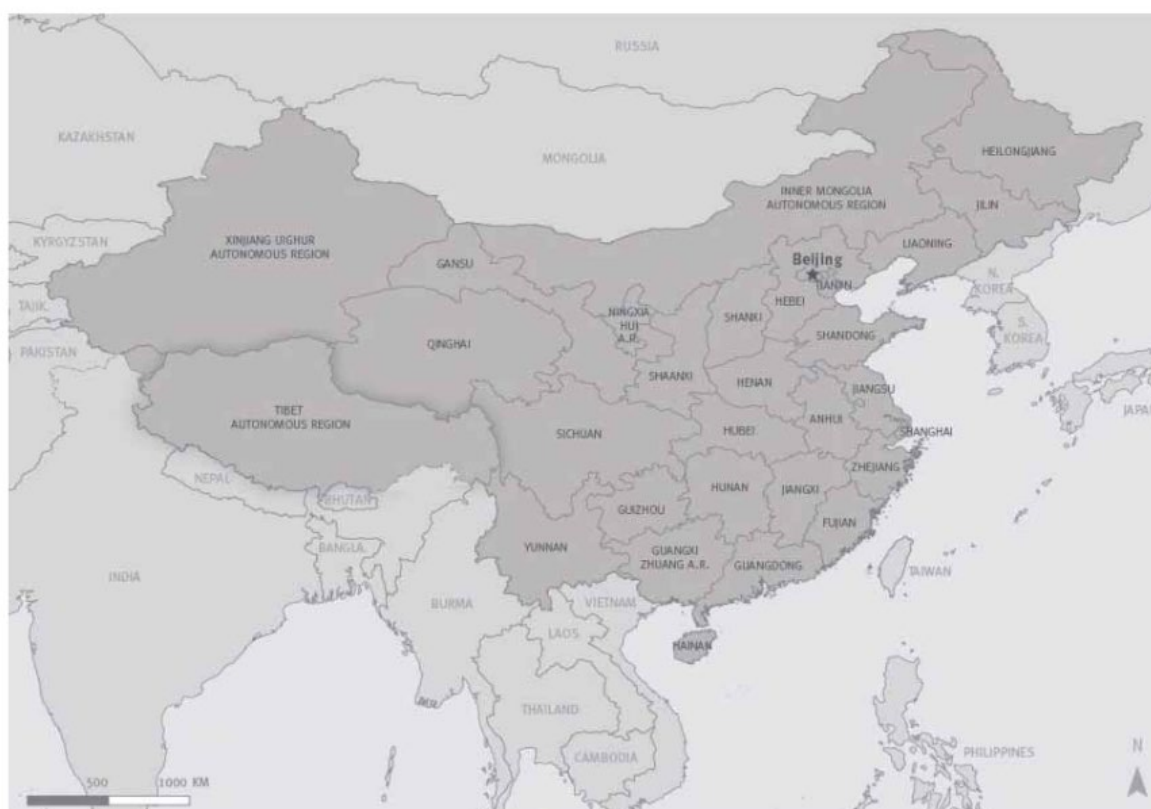 RUSSIA
KAZAKHSTAN
MONGOLIA
HEILONGJIANG
INNER MONGOLIA
AUTONOMOUS REGION
JILIN
KYRGYZSTAN
XINJIANG UIGHUR
AUTONOMOUS REGION
LIAONING
GANSU
Beijing
TIANJIN
N.
KOREA
TAJIK.
HEBEI
NINGXIA
HUI
A.R.
SHANXI
S.
KOREA
SHANDONG
PAKISTAN
QINGHAI
SHAANXI
HENAN
JIANGSU
JAPAN
TIBET
AUTONOMOUS REGION
SICHUAN
HUBEI
ANHUI
SHANGHAI
ZHEJIANG
NEPAL
BHUTAN
HUNAN
JIANGXI
GUIZHOU
FUJIAN
YUNNAN
BANGLA.
GUANGXI
ZHUANG A.R.
GUANGDONG
INDIA
TAIWAN
BURMA
VIETNAM
LAOS
HAINAN
THAILAND
CAMBODIA
PHILIPPINES
N
500 1000 KM